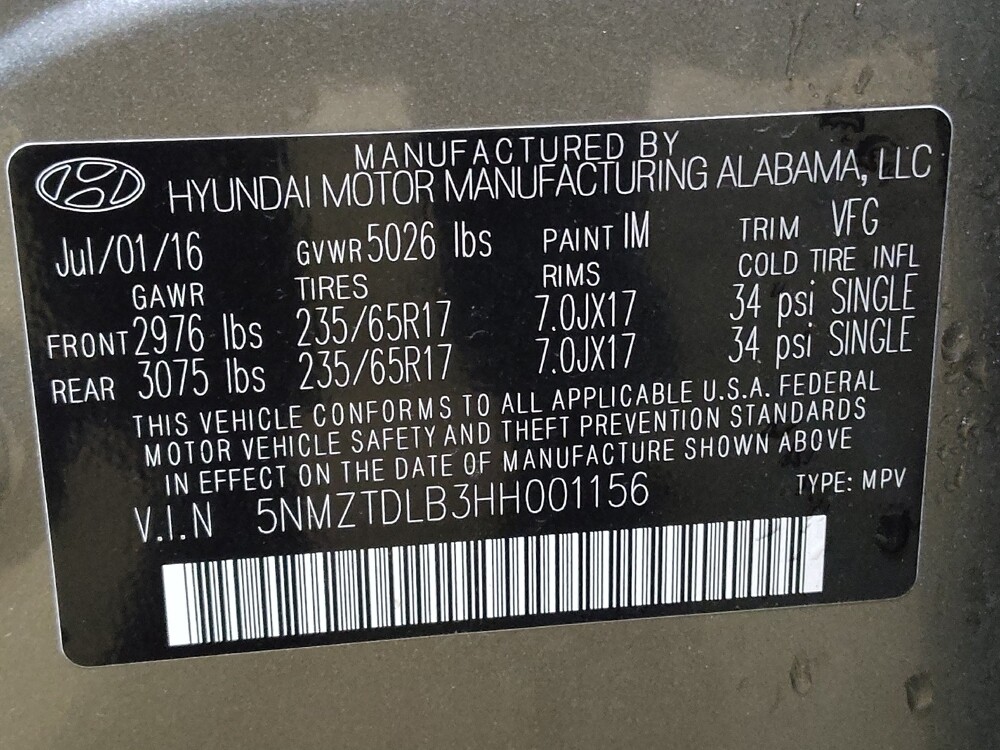 MANUFACTURED BY
HYUNDAI MOTOR MANUFACTURING ALABAMA, LLC
Jul/01/16 GVWR 5026 lbs PAINT IM TRIM VFG
GAWR TIRES RIMS COLD TIRE INFL
FRONT 2976 lbs 235/65R17 7.0JX17 34 psi SINGLE
REAR 3075 lbs 235/65R17 7.0JX17 34 psi SINGLE
THIS VEHICLE CONFORMS TO ALL APPLICABLE U.S.A. FEDERAL
MOTOR VEHICLE SAFETY AND THEFT PREVENTION STANDARDS
IN EFFECT ON THE DATE OF MANUFACTURE SHOWN ABOVE
V.I.N 5NMZTDLB3HH001156 TYPE: MPV